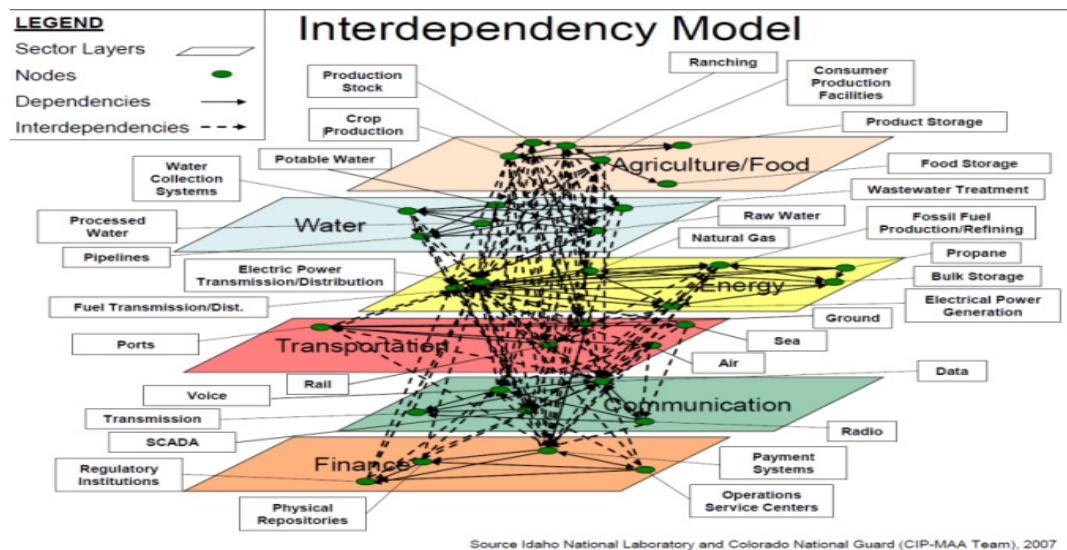 LEGEND
Sector Layers
Nodes
Dependencies
Interdependencies
Interdependency Model
Production
Stock
Ranching
Consumer
Production
Facilities
Crop
Production
Product Storage
Water
Collection
Systems
Potable Water
Agriculture/Food
Food Storage
Wastewater Treatment
Processed
Water
Water
Raw Water
Fossil Fuel
Production/Refining
Pipelines
Natural Gas
Propane
Electric Power
Transmission/Distribution
Energy
Bulk Storage
Fuel Transmission/Dist.
Electrical Power
Generation
Ground
Ports
Transportation
Sea
Rail
Air
Voice
Data
Transmission
Communication
SCADA
Radio
Regulatory
Institutions
Finance
Payment
Systems
Physical
Repositories
Operations
Service Centers
Source Idaho National Laboratory and Colorado National Guard (CIP-MAA Team), 2007